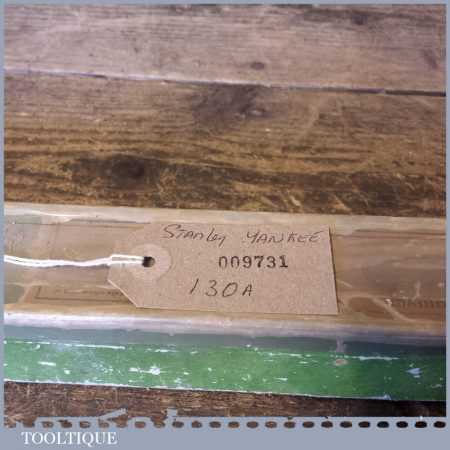 Stanley YANKEE
009731
130A
TOOLTIQUE